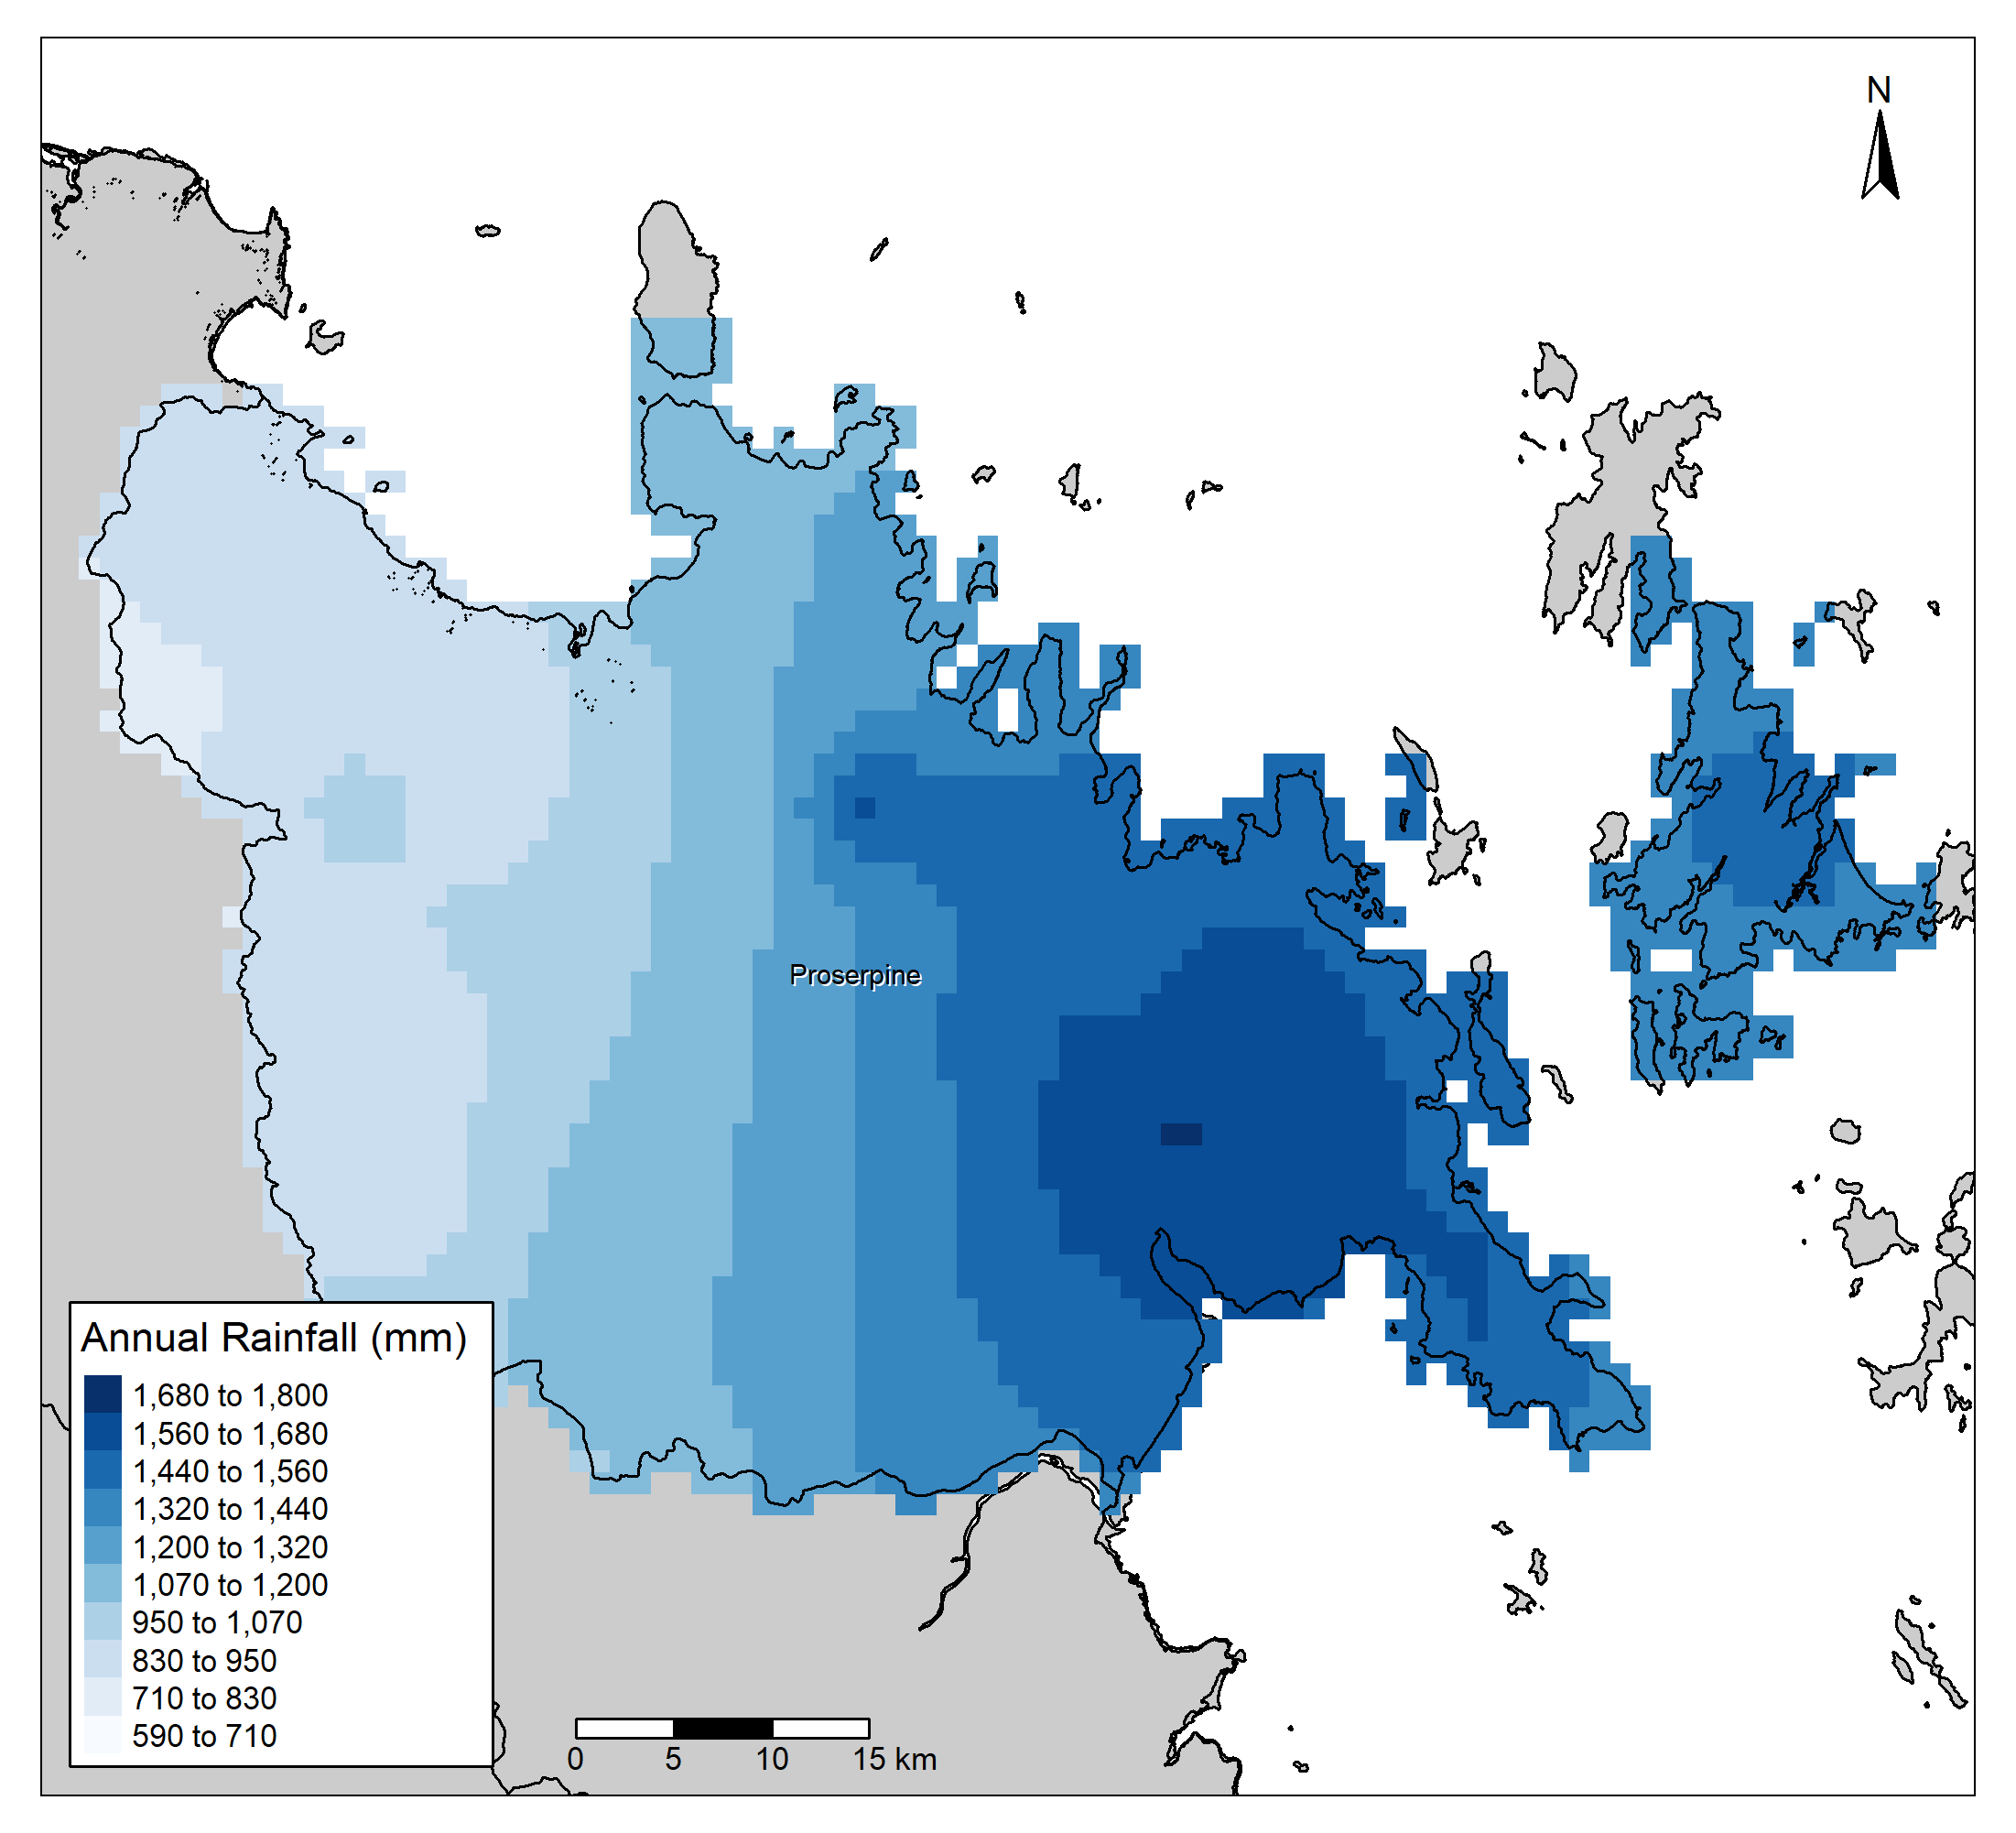 N
Proserpine
Annual Rainfall (mm)
1,680 to 1,800
1,560 to 1,680
1,440 to 1,560
1,320 to 1,440
1,200 to 1,320
1,070 to 1,200
950 to 1,070
830 to 950
710 to 830
590 to 710
0 5 10 15 km